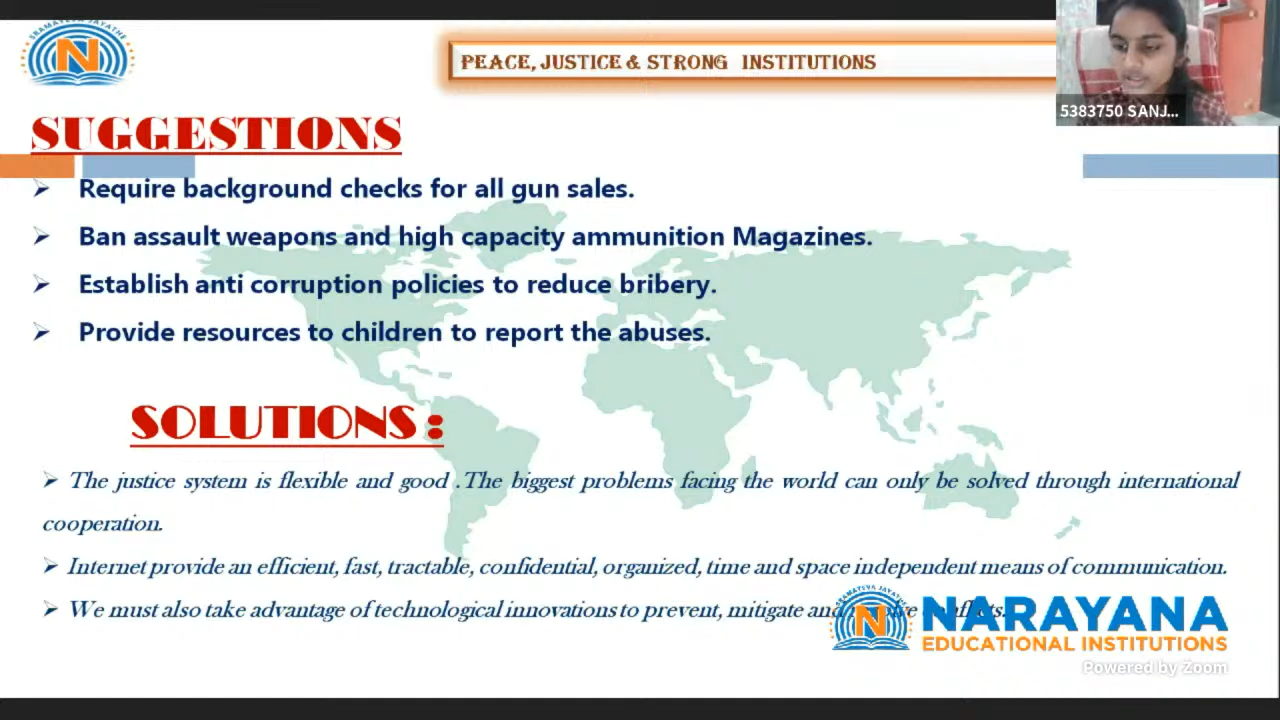 SHRAMAYEVA JAYATHE
N
PEACE, JUSTICE & STRONG INSTITUTIONS
5383750 SANJ...
SUGGESTIONS
➢ Require background checks for all gun sales.
➢ Ban assault weapons and high capacity ammunition Magazines.
➢ Establish anti corruption policies to reduce bribery.
➢ Provide resources to children to report the abuses.
SOLUTIONS :
➢ The justice system is flexible and good .The biggest problems facing the world can only be solved through international
cooperation.
➢ Internet provide an efficient, fast, tractable, confidential, organized, time and space independent means of communication.
➢ We must also take advantage of technological innovations to prevent, mitigate and
N
NARAYANA
EDUCATIONAL INSTITUTIONS
Powered by Zoom